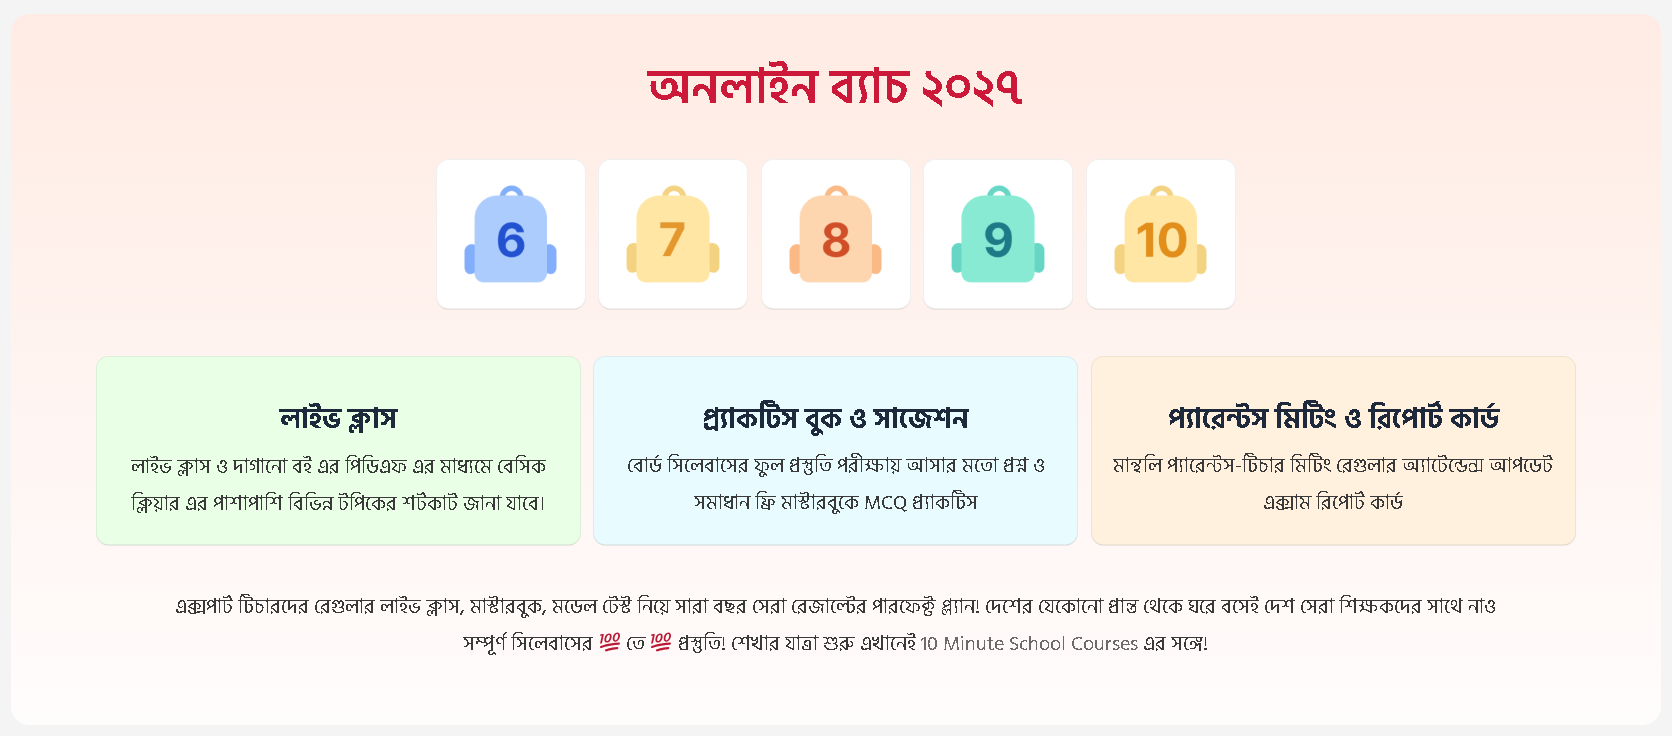 অনলাইন ব্যাচ ২০২৭
6 7 8 9 10
লাইভ ক্লাস
লাইভ ক্লাস ও দাগানো বই এর পিডিএফ এর মাধ্যমে বেসিক
ক্লিয়ার এর পাশাপাশি বিভিন্ন টপিকের শর্টকাট জানা যাবে।
প্র্যাকটিস বুক ও সাজেশন
বোর্ড সিলেবাসের ফুল প্রস্তুতি পরীক্ষায় আসার মতো প্রশ্ন ও
সমাধান ফ্রি মাস্টারবুকে MCQ প্র্যাকটিস
প্যারেন্টস মিটিং ও রিপোর্ট কার্ড
মান্থলি প্যারেন্টস-টিচার মিটিং রেগুলার অ্যাটেন্ডেন্স আপডেট
এক্সাম রিপোর্ট কার্ড
এক্সপার্ট টিচারদের রেগুলার লাইভ ক্লাস, মাস্টারবুক, মডেল টেস্ট নিয়ে সারা বছর সেরা রেজাল্টের পারফেক্ট প্ল্যান! দেশের যেকোনো প্রান্ত থেকে ঘরে বসেই দেশ সেরা শিক্ষকদের সাথে নাও
সম্পূর্ণ সিলেবাসের 💯 তে 💯 প্রস্তুতি! শেখার যাত্রা শুরু এখানেই 10 Minute School Courses এর সঙ্গে!